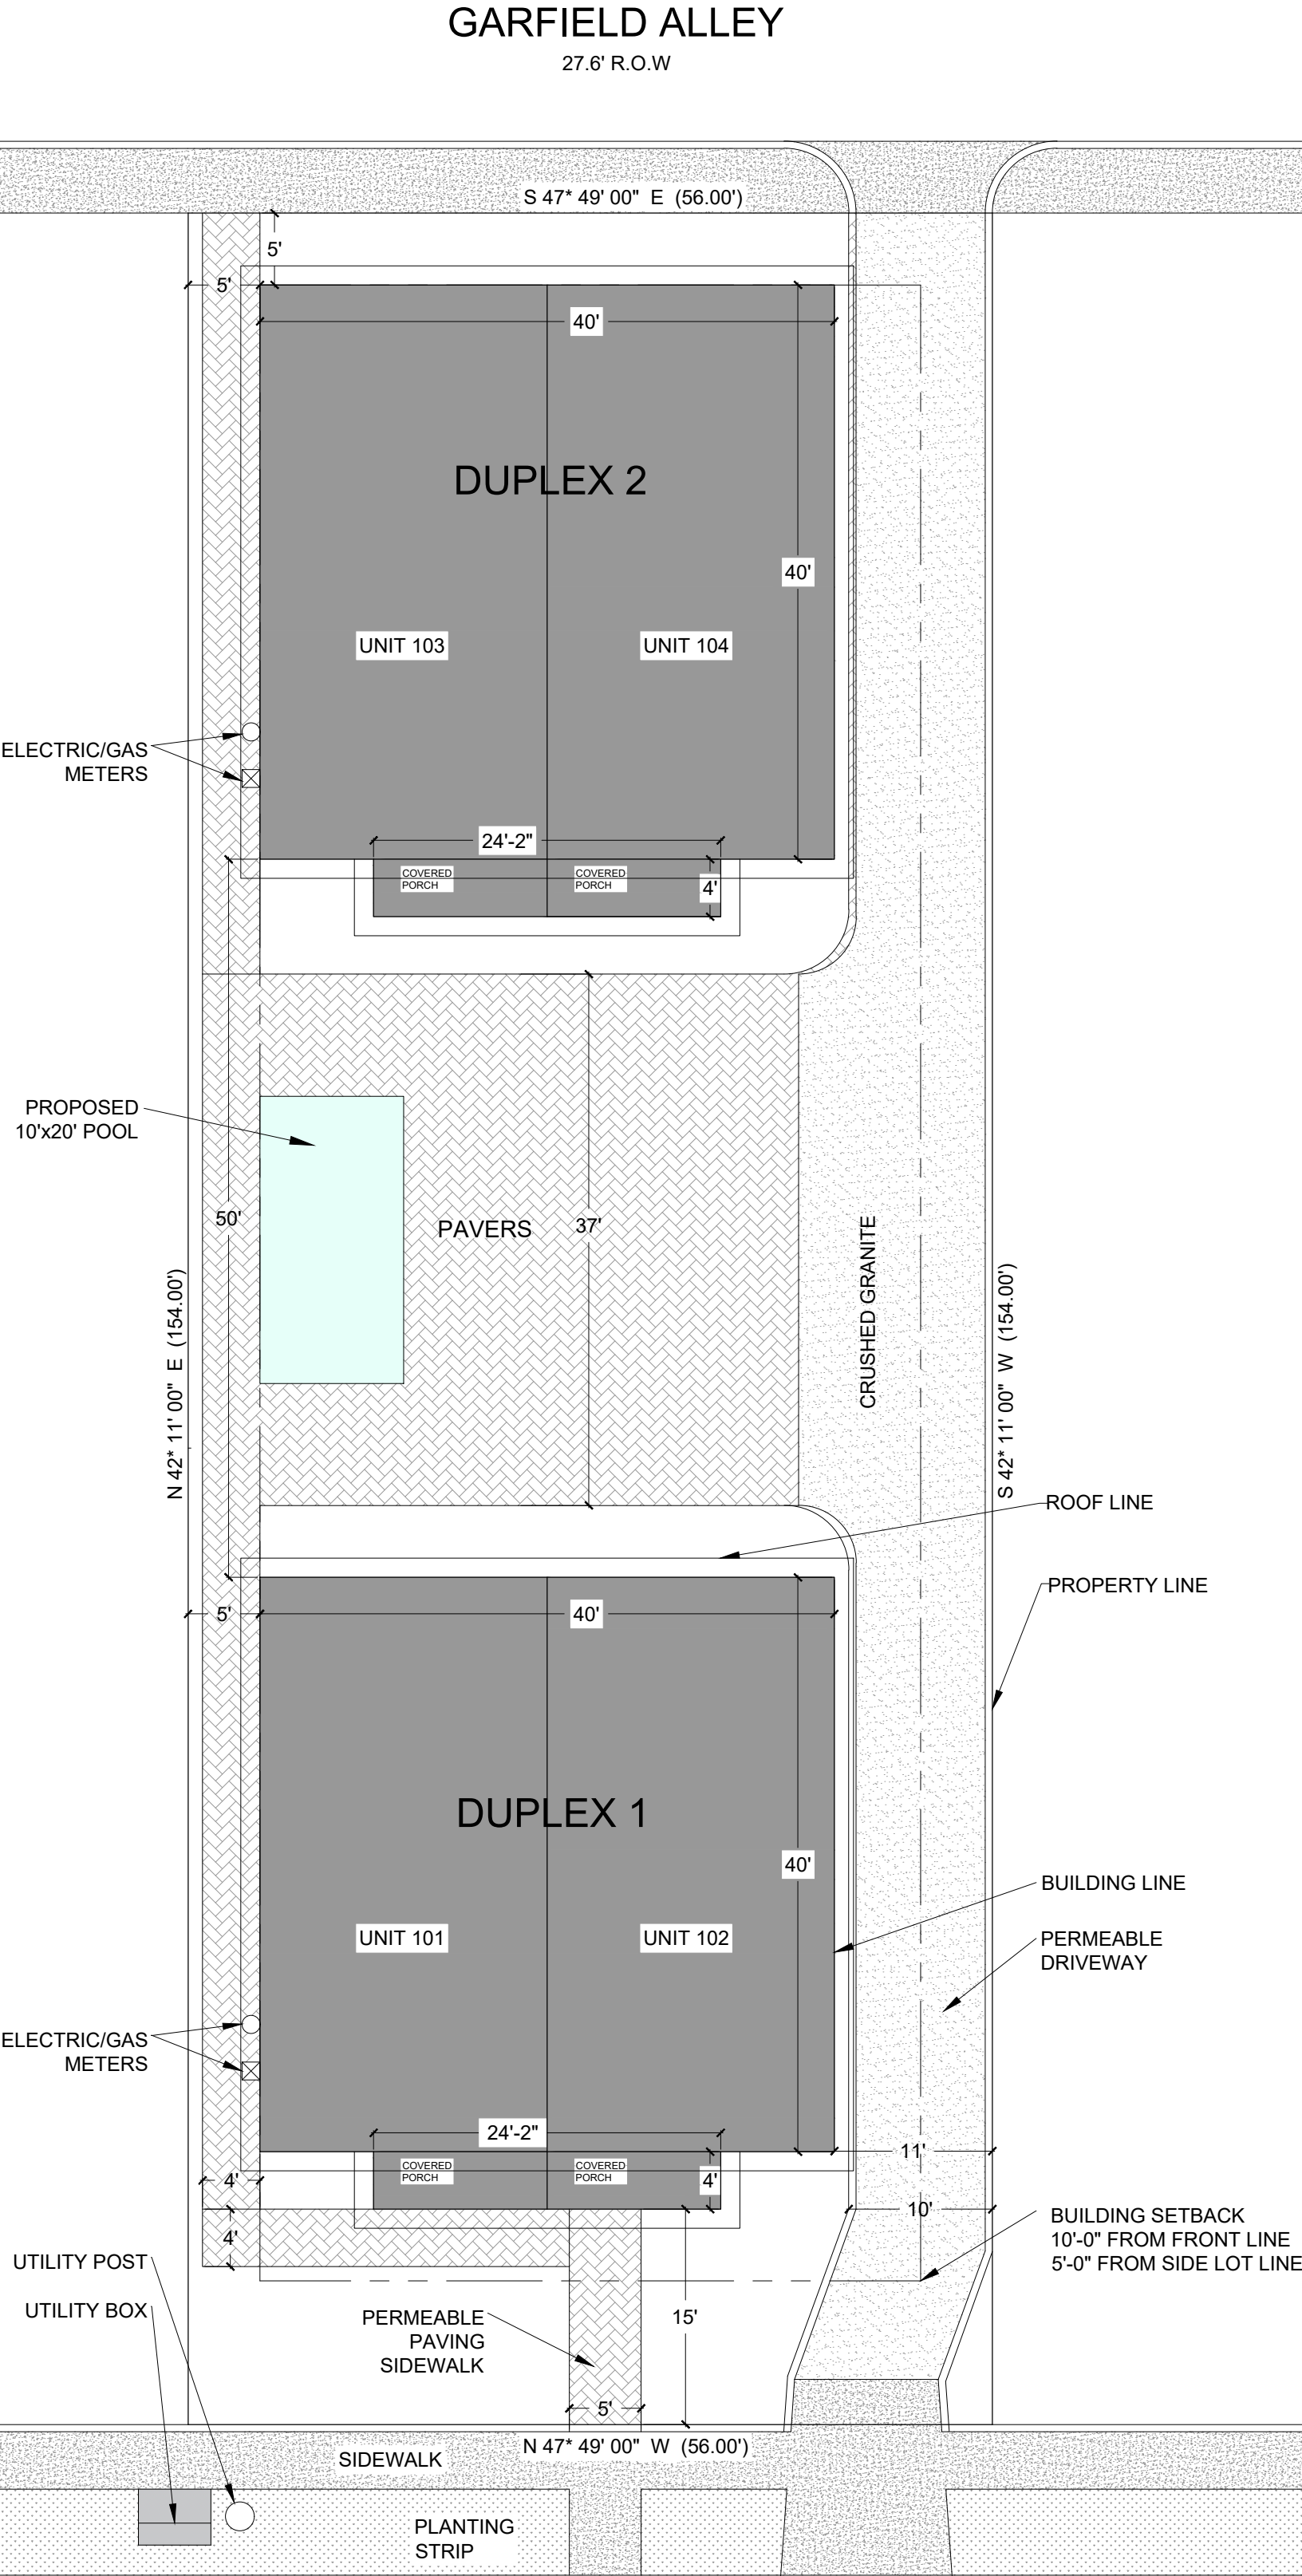 GARFIELD ALLEY
27.6' R.O.W
S 47* 49' 00" E (56.00')
5'
5'
40'
DUPLEX 2
40'
UNIT 103
UNIT 104
ELECTRIC/GAS
METERS
24'-2"
COVERED
PORCH
COVERED
PORCH
4'
PROPOSED
10'x20' POOL
50'
PAVERS
37'
CRUSHED GRANITE
N 42* 11' 00" E (154.00')
S 42* 11' 00" W (154.00')
ROOF LINE
PROPERTY LINE
5'
40'
DUPLEX 1
40'
BUILDING LINE
UNIT 101
UNIT 102
PERMEABLE
DRIVEWAY
ELECTRIC/GAS
METERS
24'-2"
11'
COVERED
PORCH
COVERED
PORCH
4'
4'
10'
4'
BUILDING SETBACK
10'-0" FROM FRONT LINE
5'-0" FROM SIDE LOT LINE
UTILITY POST
UTILITY BOX
PERMEABLE
PAVING
SIDEWALK
15'
5'
N 47* 49' 00" W (56.00')
SIDEWALK
PLANTING
STRIP